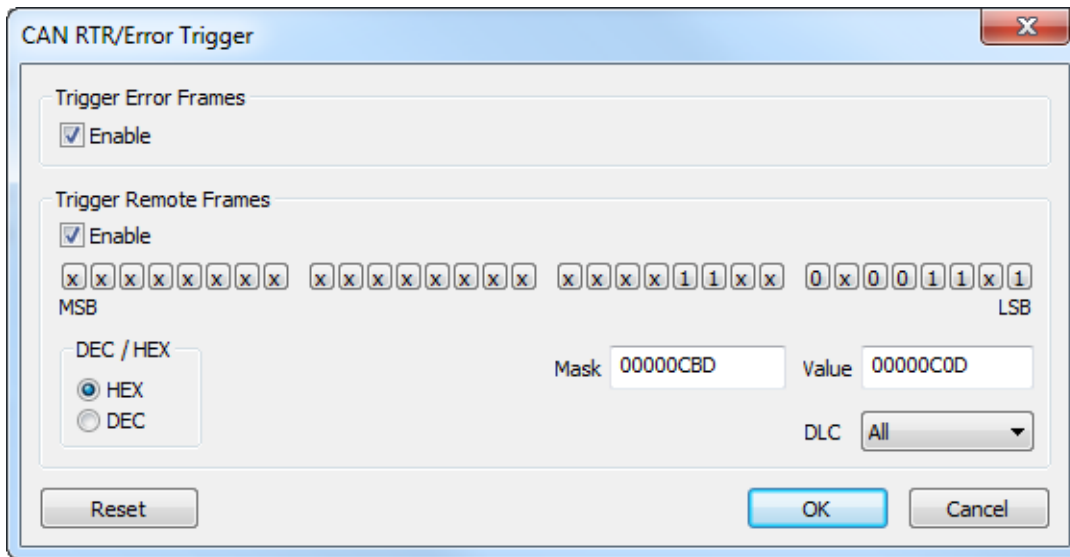 CAN RTR/Error Trigger
Trigger Error Frames
Enable
Trigger Remote Frames
Enable
x x x x x x x x x x x x x x x x x x x x 1 1 x x 0 x 0 0 1 1 x 1
MSB LSB
DEC / HEX
HEX
DEC
Mask 00000CBD Value 00000C0D
DLC All
Reset OK Cancel